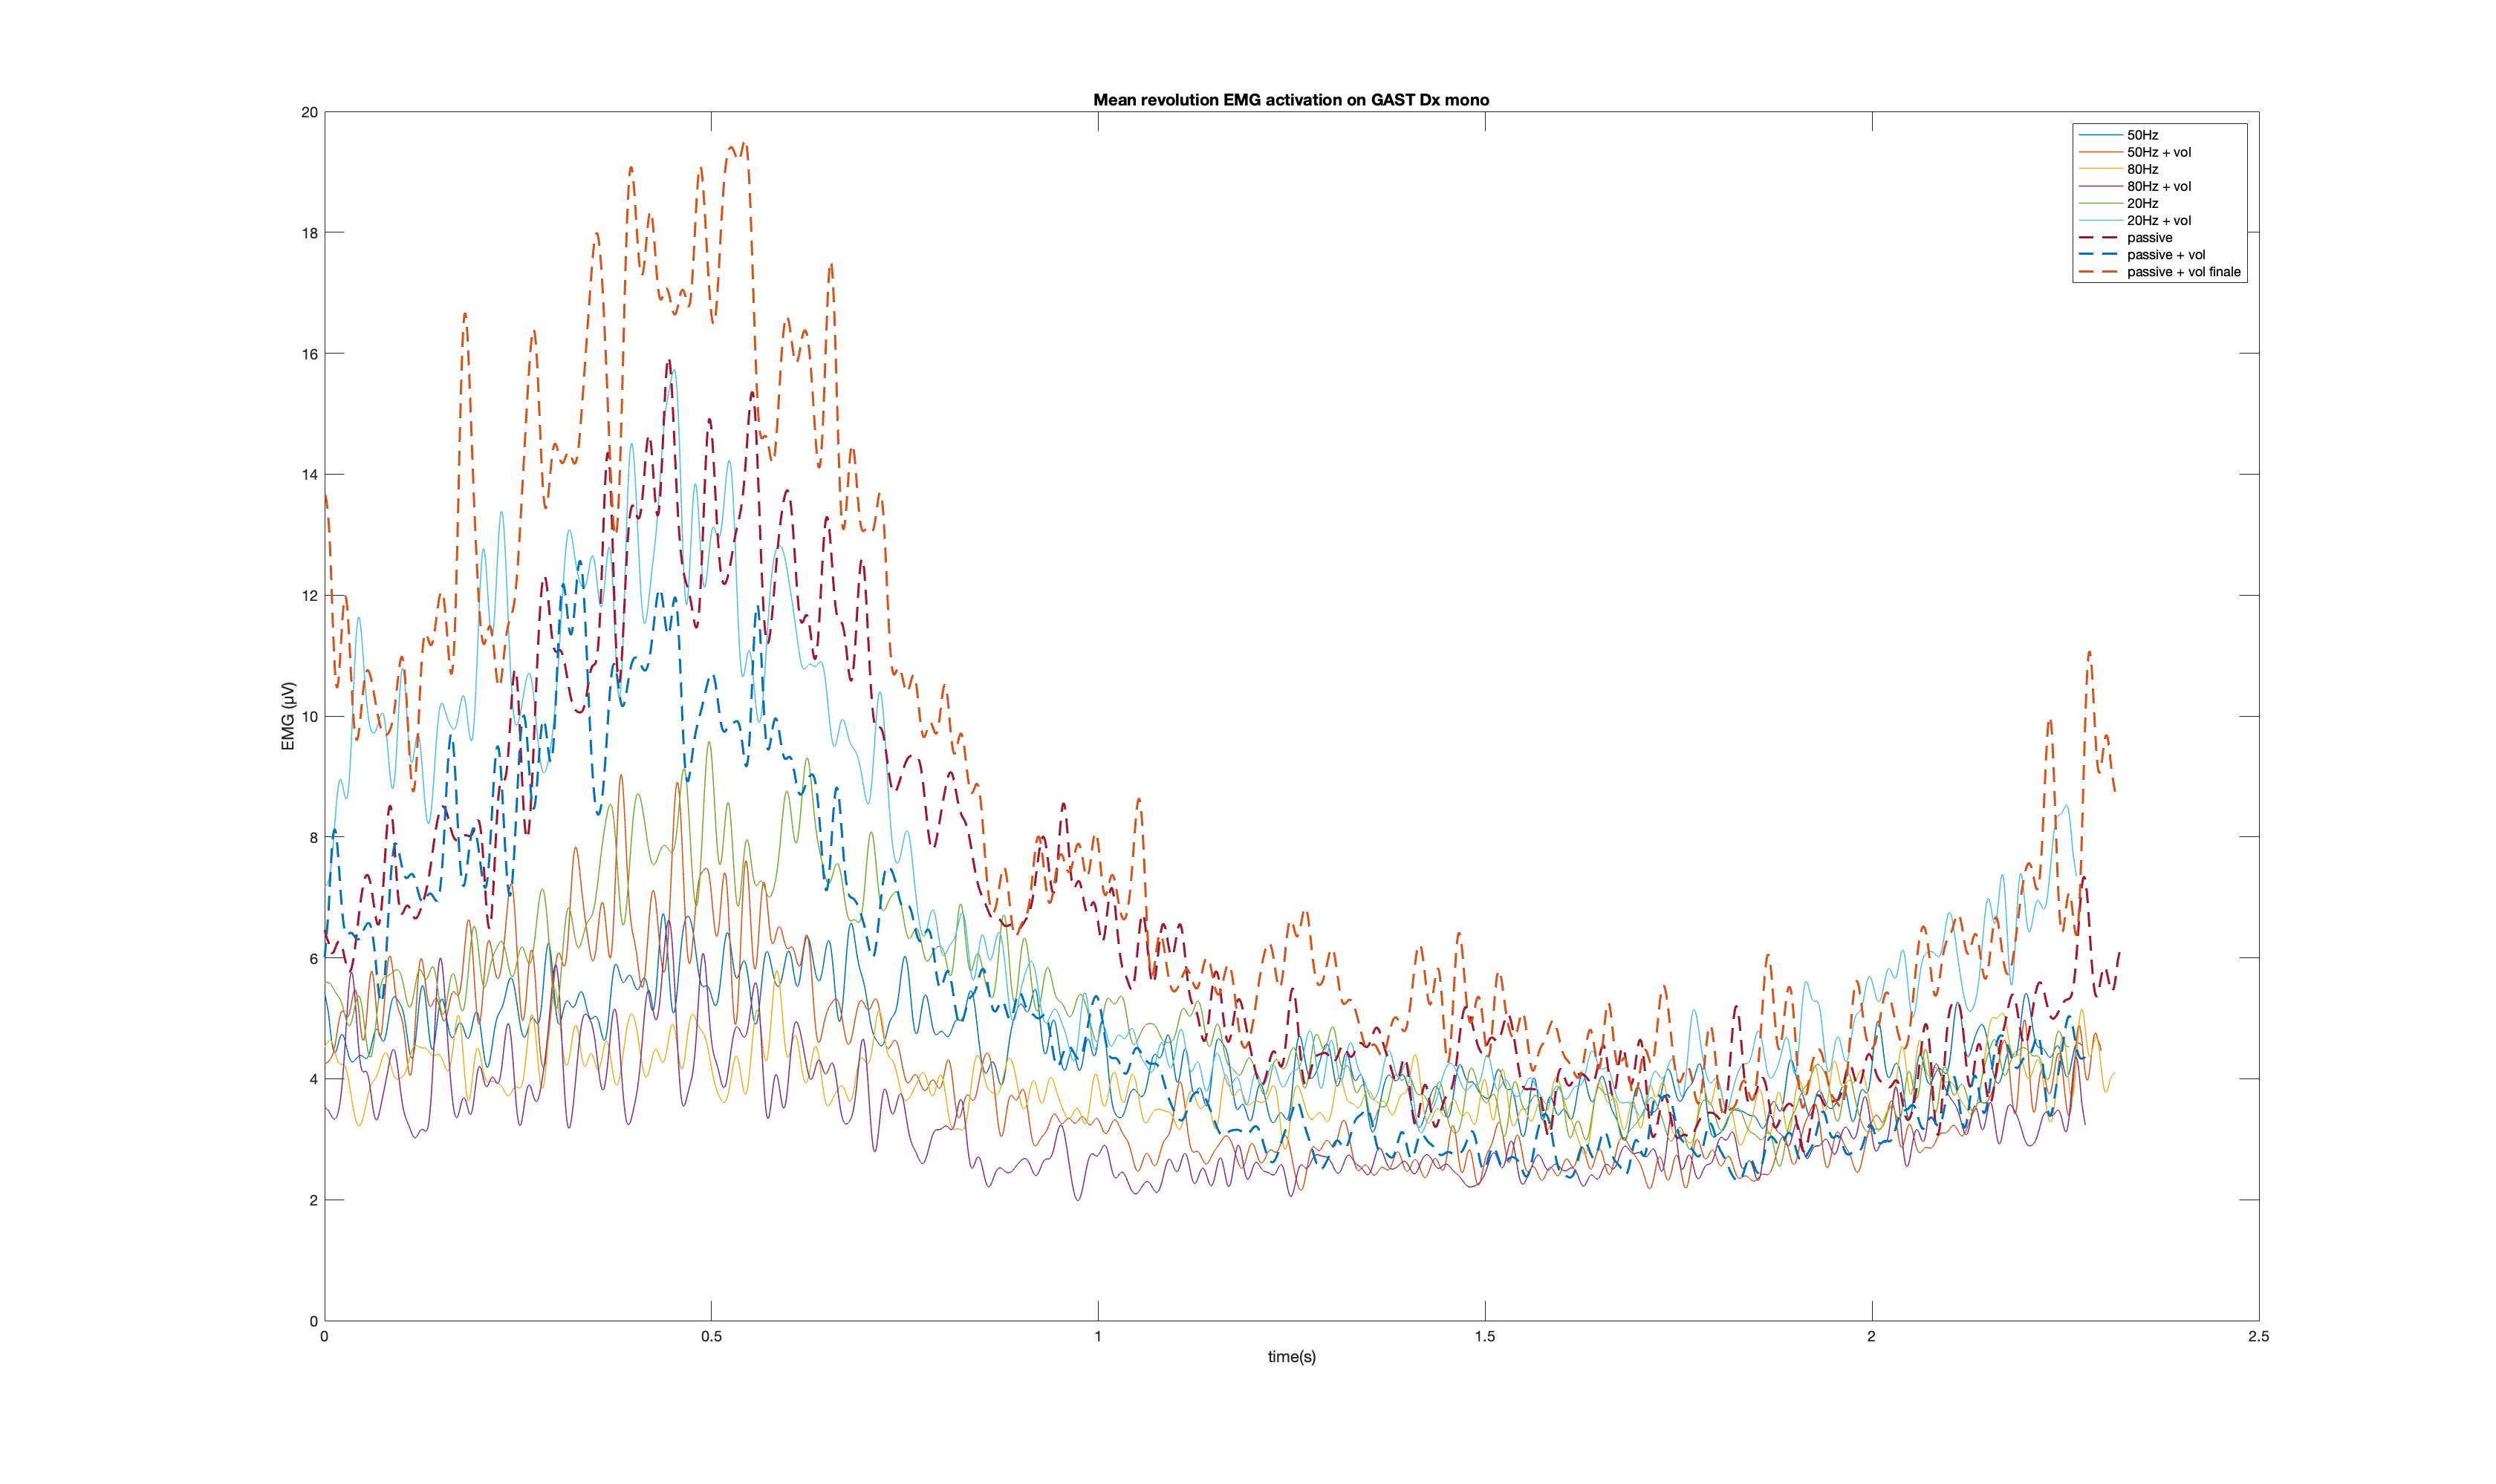 Mean revolution EMG activation on GAST Dx mono
20
18
16
14
12
10
8
6
4
2
0
EMG (µV)
0
0.5
1
1.5
2
2.5
time(s)
50Hz
50Hz + vol
80Hz
80Hz + vol
20Hz
20Hz + vol
passive
passive + vol
passive + vol finale